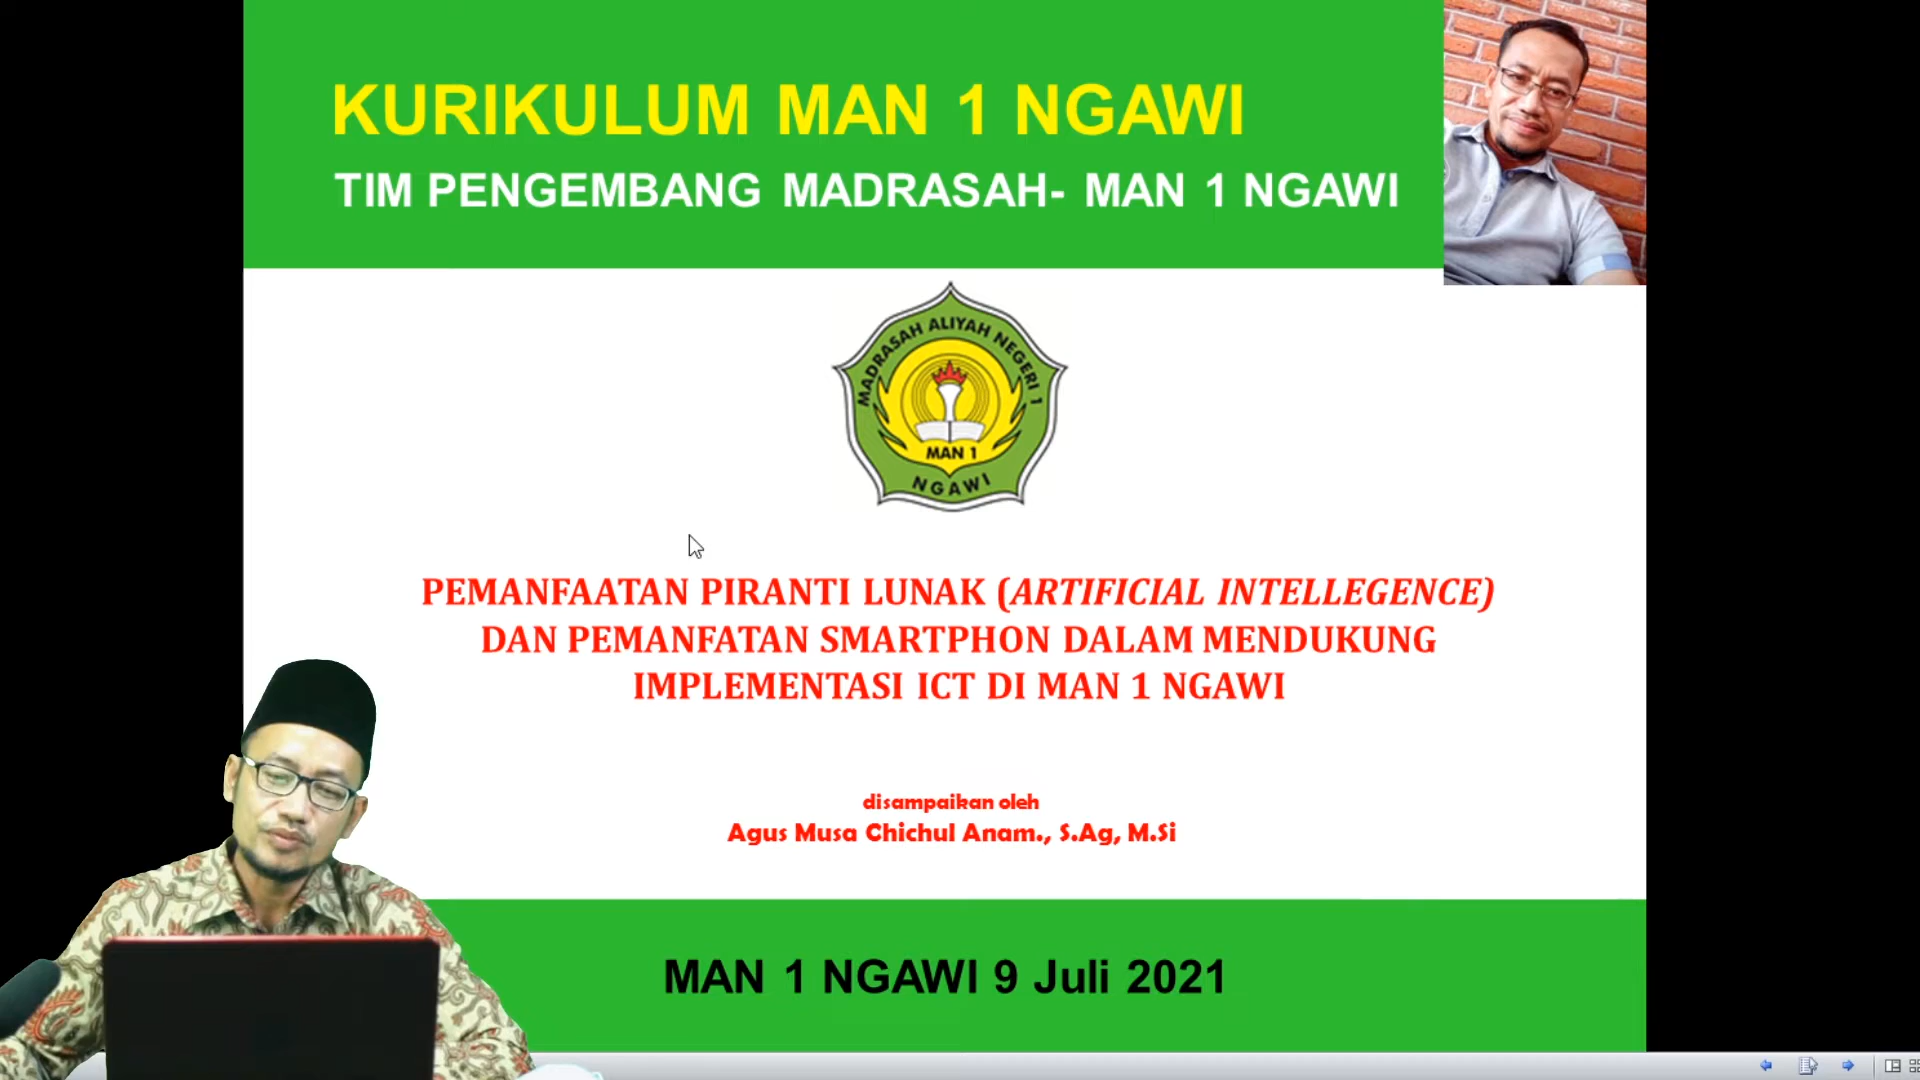 KURIKULUM MAN 1 NGAWI
TIM PENGEMBANG MADRASAH- MAN 1 NGAWI
MADRASAH ALIYAH NEGERI 1
MAN 1
NGAWI
PEMANFAATAN PIRANTI LUNAK (ARTIFICIAL INTELLEGENCE)
DAN PEMANFATAN SMARTPHON DALAM MENDUKUNG
IMPLEMENTASI ICT DI MAN 1 NGAWI
disampaikan oleh
Agus Musa Chichul Anam., S.Ag, M.Si
MAN 1 NGAWI 9 Juli 2021